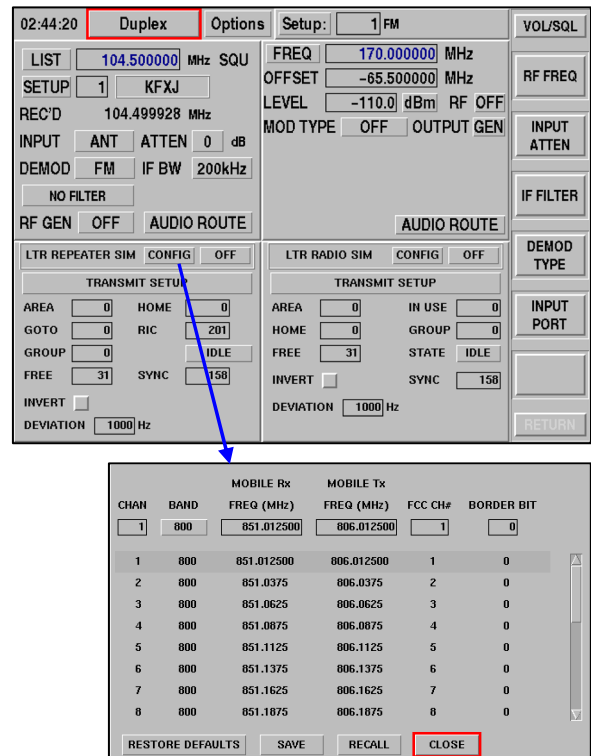 02:44:20 Duplex Options Setup: 1 FM
LIST 104.500000 MHz SQU
SETUP 1 KFXJ
REC'D 104.499928 MHz
INPUT ANT ATTEN 0 dB
DEMOD FM IF BW 200kHz
NO FILTER
RF GEN OFF AUDIO ROUTE
FREQ 170.000000 MHz
OFFSET -65.500000 MHz
LEVEL -110.0 dBm RF OFF
MOD TYPE OFF OUTPUT GEN
AUDIO ROUTE
LTR REPEATER SIM CONFIG OFF
TRANSMIT SETUP
AREA 0 HOME 0
GOTO 0 RIC 201
GROUP 0 IDLE
FREE 31 SYNC 158
INVERT
DEVIATION 1000 Hz
LTR RADIO SIM CONFIG OFF
TRANSMIT SETUP
AREA 0 IN USE 0
HOME 0 GROUP 0
FREE 31 STATE IDLE
INVERT SYNC 158
DEVIATION 1000 Hz
VOL/SQL
RF FREQ
INPUT
ATTEN
IF FILTER
DEMOD
TYPE
INPUT
PORT
RETURN
MOBILE Rx MOBILE Tx
CHAN BAND FREQ (MHz) FREQ (MHz) FCC CH# BORDER BIT
1 800 851.012500 806.012500 1 0
1 800 851.012500 806.012500 1 0
2 800 851.0375 806.0375 2 0
3 800 851.0625 806.0625 3 0
4 800 851.0875 806.0875 4 0
5 800 851.1125 806.1125 5 0
6 800 851.1375 806.1375 6 0
7 800 851.1625 806.1625 7 0
8 800 851.1875 806.1875 8 0
RESTORE DEFAULTS SAVE RECALL CLOSE